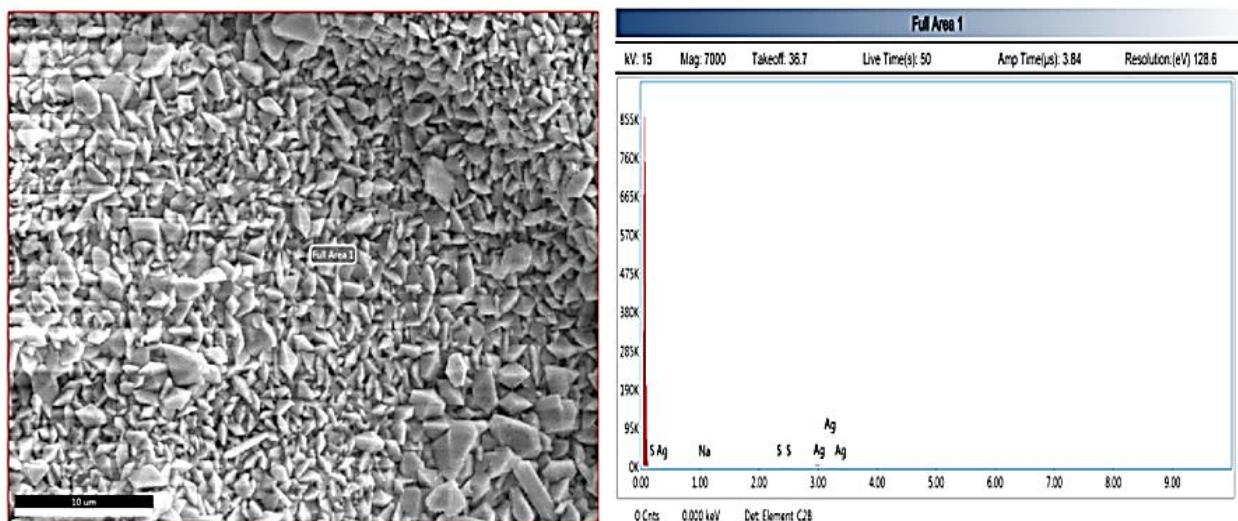 Full Area 1
10 um
Full Area 1
kV: 15 Mag: 7000 Takeoff: 36.7 Live Time(s): 50 Amp Time(µs): 3.84 Resolution:(eV) 128.6
855K
760K
665K
570K
475K
380K
285K
190K
95K
0K
Ag
S Ag Na S S Ag Ag
0.00 1.00 2.00 3.00 4.00 5.00 6.00 7.00 8.00 9.00
0 Cnts 0.000 keV Det: Element C2B